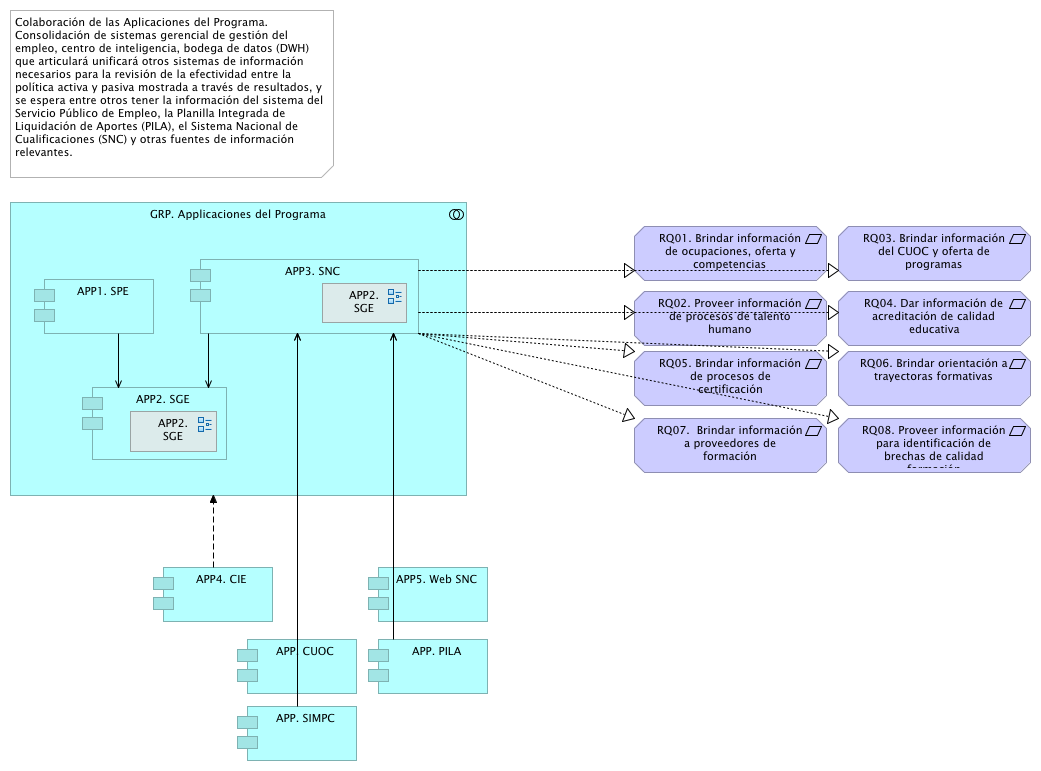 Colaboración de las Aplicaciones del Programa.
Consolidación de sistemas gerencial de gestión del
empleo, centro de inteligencia, bodega de datos (DWH)
que articulará unificará otros sistemas de información
necesarios para la revisión de la efectividad entre la
política activa y pasiva mostrada a través de resultados, y
se espera entre otros tener la información del sistema del
Servicio Público de Empleo, la Planilla Integrada de
Liquidación de Aportes (PILA), el Sistema Nacional de
Cualificaciones (SNC) y otras fuentes de información
relevantes.
GRP. Applicaciones del Programa
APP3. SNC
APP2.
SGE
APP1. SPE
APP2. SGE
APP2.
SGE
RQ01. Brindar información
de ocupaciones, oferta y
competencias
RQ03. Brindar información
del CUOC y oferta de
programas
RQ02. Proveer información
de procesos de talento
humano
RQ04. Dar información de
acreditación de calidad
educativa
RQ05. Brindar información
de procesos de
certificación
RQ06. Brindar orientación a
trayectoras formativas
RQ07.  Brindar información
a proveedores de
formación
RQ08. Proveer información
para identificación de
brechas de calidad
formación
APP4. CIE
APP5. Web SNC
APP. CUOC
APP. PILA
APP. SIMPC